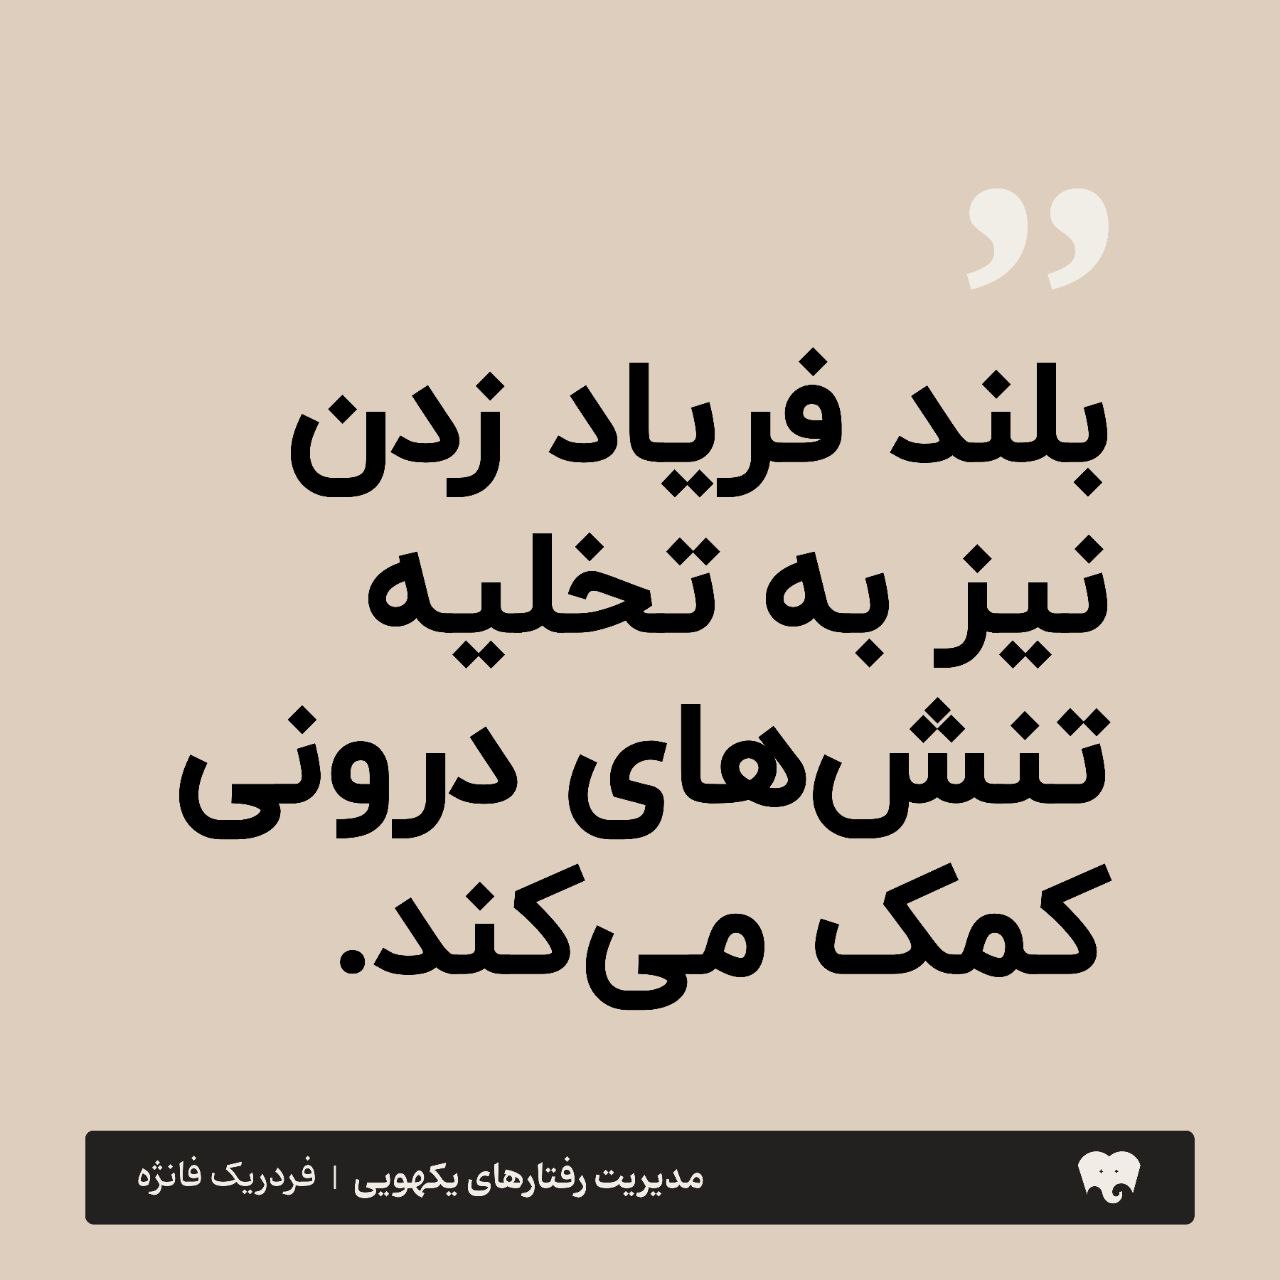 ”
بلند فریاد زدن
نیز به تخلیه
تنش‌های درونی
کمک می‌کند.
مدیریت رفتارهای یکهویی | فردریک فانژه